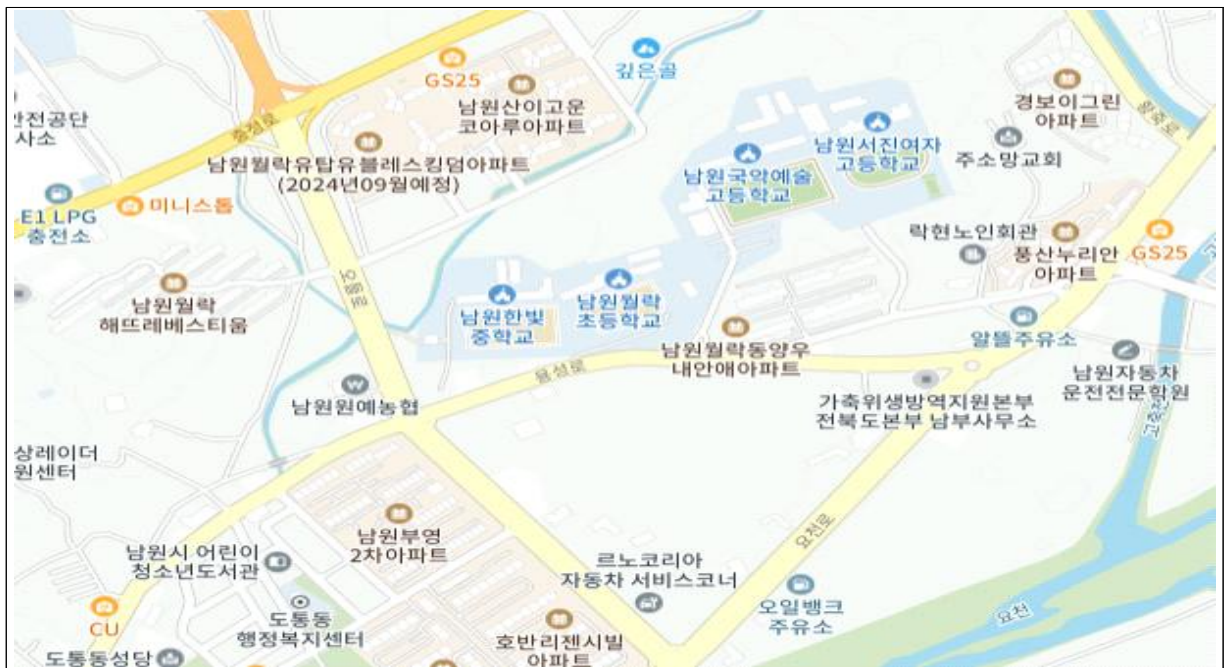 GS25
깊은골
남원산이고운
코아루아파트
경보이그린
아파트
안전공단
사소
충정로
남원월락유탑유블레스킹덤아파트
(2024년09월예정)
남원서진여자
고등학교
남원국악예술
고등학교
주소망교회
E1 LPG
충전소
미니스톱
락현노인회관
풍산누리안
아파트
GS25
남원월락
해뜨레베스티움
남원한빛
중학교
남원월락
초등학교
남원월락동양우
내안애아파트
알뜰주유소
남원자동차
운전전문학원
용성로
남원원예농협
가축위생방역지원본부
전북도본부 남부사무소
상레이더
원센터
남원부영
2차아파트
요천로
남원시 어린이
청소년도서관
르노코리아
자동차 서비스코너
오일뱅크
주유소
요천
CU
도통동
행정복지센터
호반리젠시빌
아파트
도통동성당